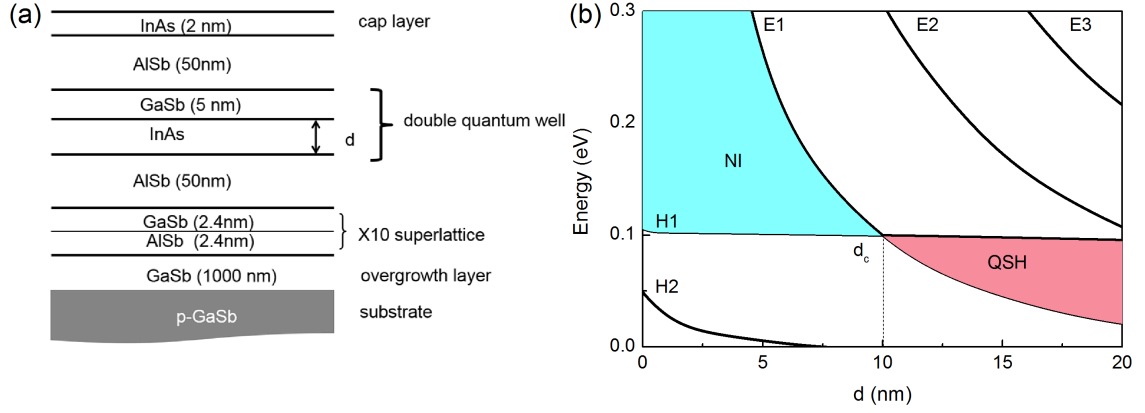 (a)
InAs (2 nm)
cap layer
AlSb (50nm)
GaSb (5 nm)
InAs
d
double quantum well
AlSb (50nm)
GaSb (2.4nm)
AlSb (2.4nm)
X10 superlattice
GaSb (1000 nm)
overgrowth layer
p-GaSb
substrate
(b)
Energy (eV)
0.3
0.2
0.1
0.0
E1
E2
E3
NI
H1
d_c
QSH
H2
0
5
10
15
20
d (nm)